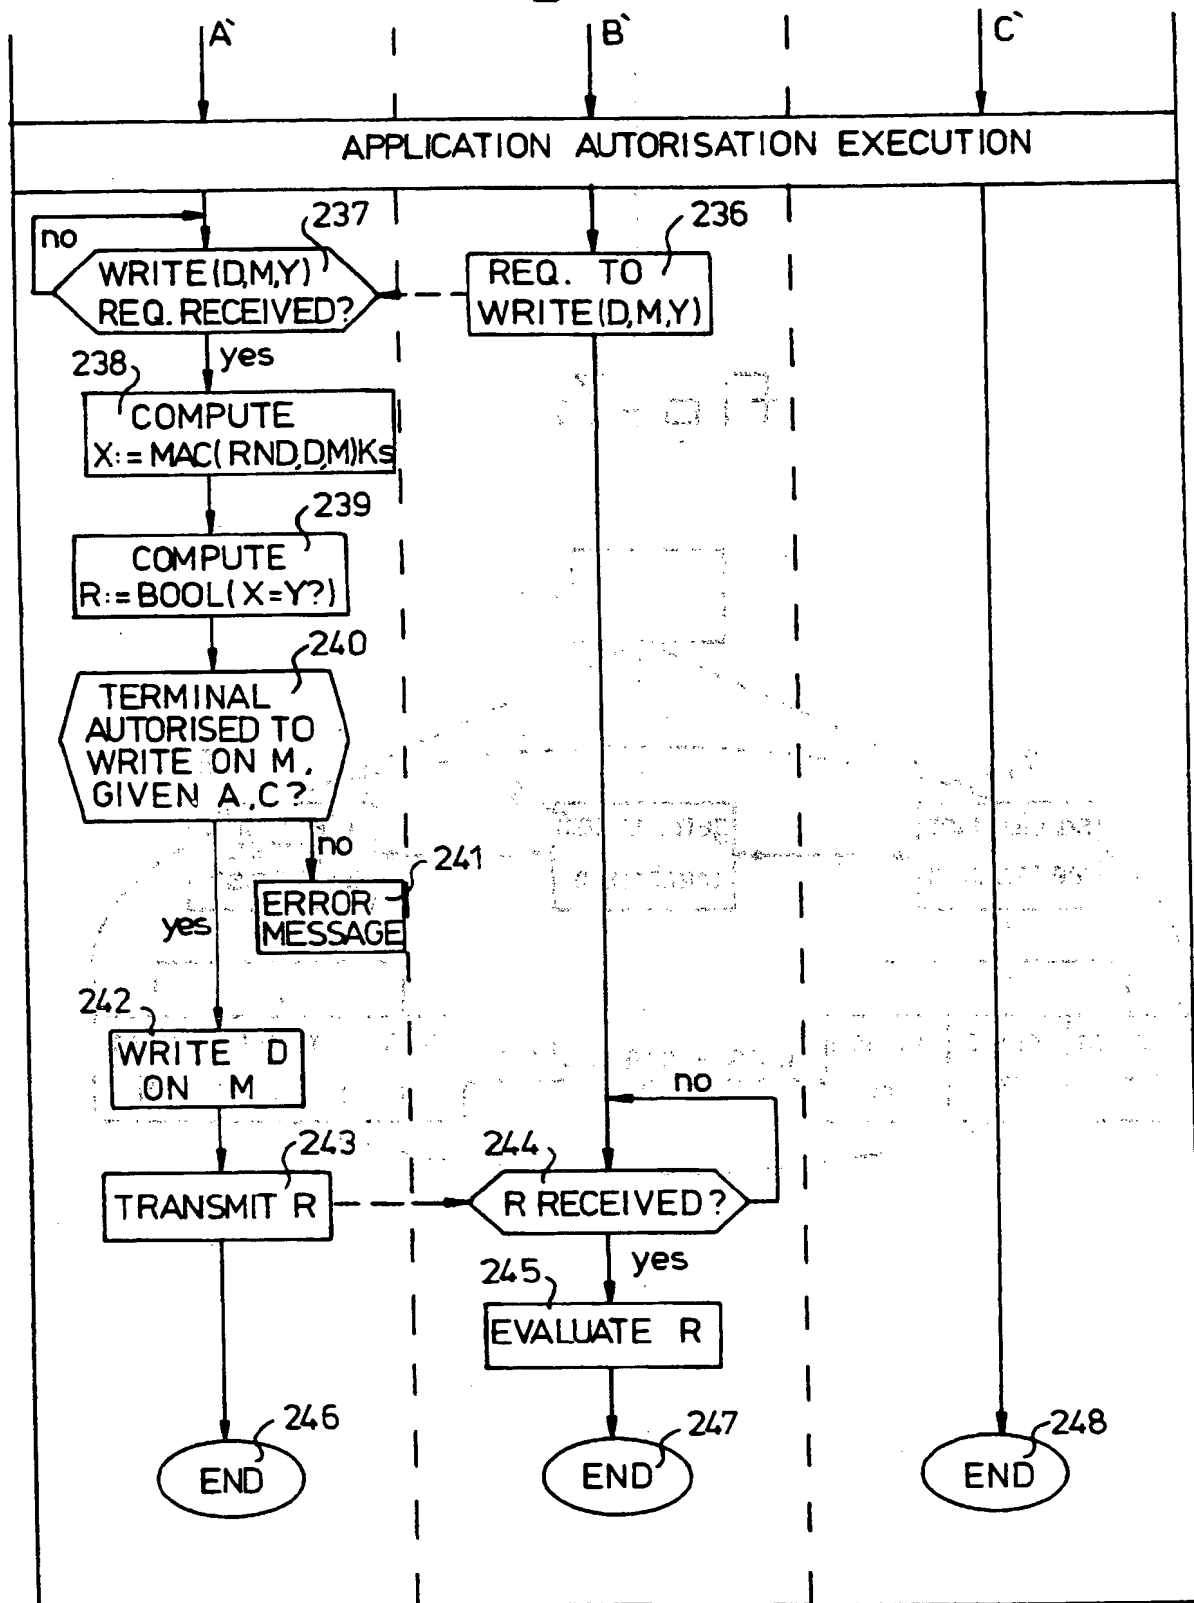 A` B` C`
APPLICATION AUTORISATION EXECUTION
237
236
no
WRITE(D,M,Y)
REQ. RECEIVED?
REQ. TO
WRITE(D,M,Y)
yes
238
COMPUTE
X:=MAC(RND,D,M)Ks
239
COMPUTE
R:=BOOL(X=Y?)
240
TERMINAL
AUTORISED TO
WRITE ON M,
GIVEN A,C?
no
241
ERROR
MESSAGE
yes
242
WRITE D
ON M
no
243
TRANSMIT R
244
R RECEIVED?
yes
245
EVALUATE R
246
END
247
END
248
END